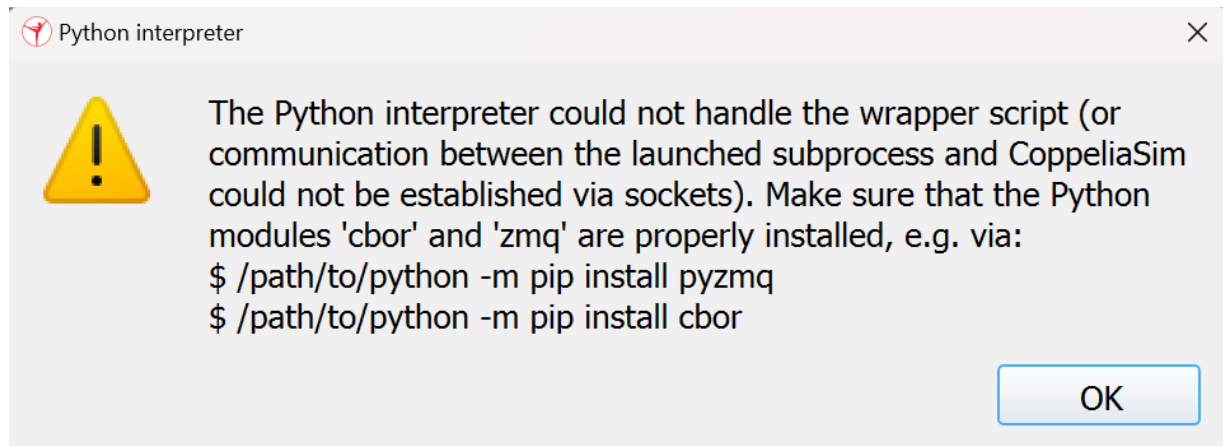 Python interpreter
The Python interpreter could not handle the wrapper script (or
communication between the launched subprocess and CoppeliaSim
could not be established via sockets). Make sure that the Python
modules 'cbor' and 'zmq' are properly installed, e.g. via:
$ /path/to/python -m pip install pyzmq
$ /path/to/python -m pip install cbor
OK